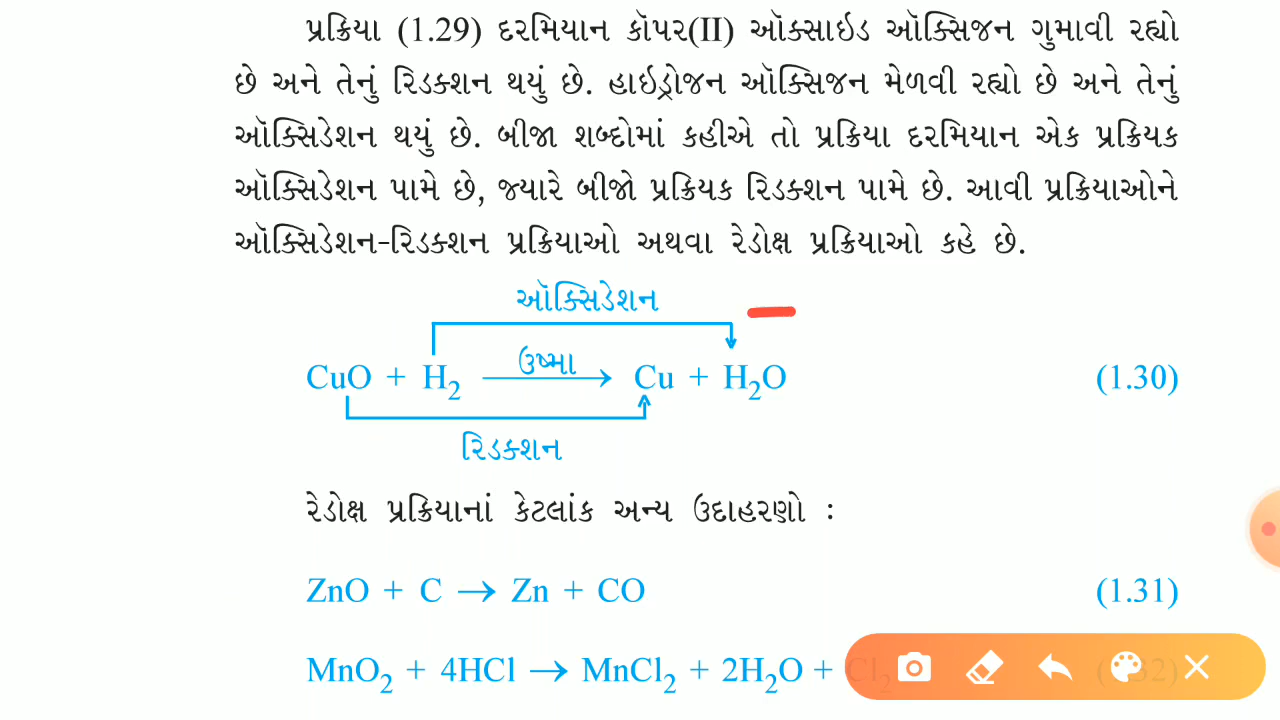 પ્રક્રિયા (1.29) દરમિયાન કૉપર(II) ઑક્સાઇડ ઑક્સિજન ગુમાવી રહ્યો
છે અને તેનું રિડક્શન થયું છે. હાઇડ્રોજન ઑક્સિજન મેળવી રહ્યો છે અને તેનું
ઑક્સિડેશન થયું છે. બીજા શબ્દોમાં કહીએ તો પ્રક્રિયા દરમિયાન એક પ્રક્રિયક
ઑક્સિડેશન પામે છે, જ્યારે બીજો પ્રક્રિયક રિડક્શન પામે છે. આવી પ્રક્રિયાઓને
ઑક્સિડેશન-રિડક્શન પ્રક્રિયાઓ અથવા રેડોક્ષ પ્રક્રિયાઓ કહે છે.
ઑક્સિડેશન
ઉષ્મા
CuO + H₂ ⟶ Cu + H₂O (1.30)
રિડક્શન
રેડોક્ષ પ્રક્રિયાનાં કેટલાંક અન્ય ઉદાહરણો :
ZnO + C → Zn + CO (1.31)
MnO₂ + 4HCl → MnCl₂ + 2H₂O + Cl₂